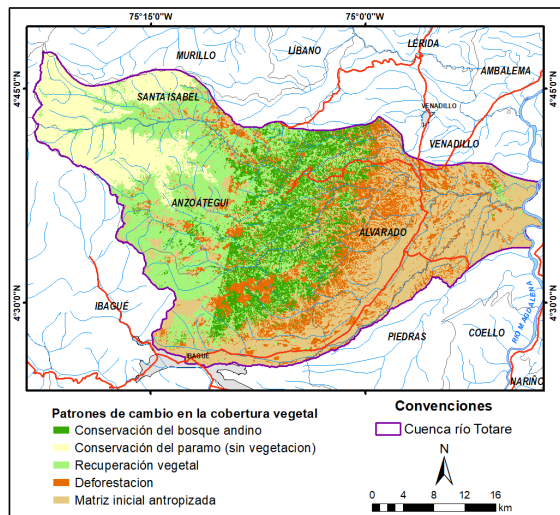 75°15'0"W
75°0'0"W
4°45'0"N
4°45'0"N
4°30'0"N
4°30'0"N
MURILLO
LÍBANO
LÉRIDA
AMBALEMA
SANTA ISABEL
VENADILLO
VENADILLO
ANZOÁTEGUI
ALVARADO
IBAGUÉ
RÍO MAGDALENA
PIEDRAS
COELLO
IBAGUÉ
NARIÑO
Patrones de cambio en la cobertura vegetal
Conservación del bosque andino
Conservación del paramo (sin vegetacion)
Recuperación vegetal
Deforestacion
Matriz inicial antropizada
Convenciones
Cuenca río Totare
N
0 4 8 12 16
km